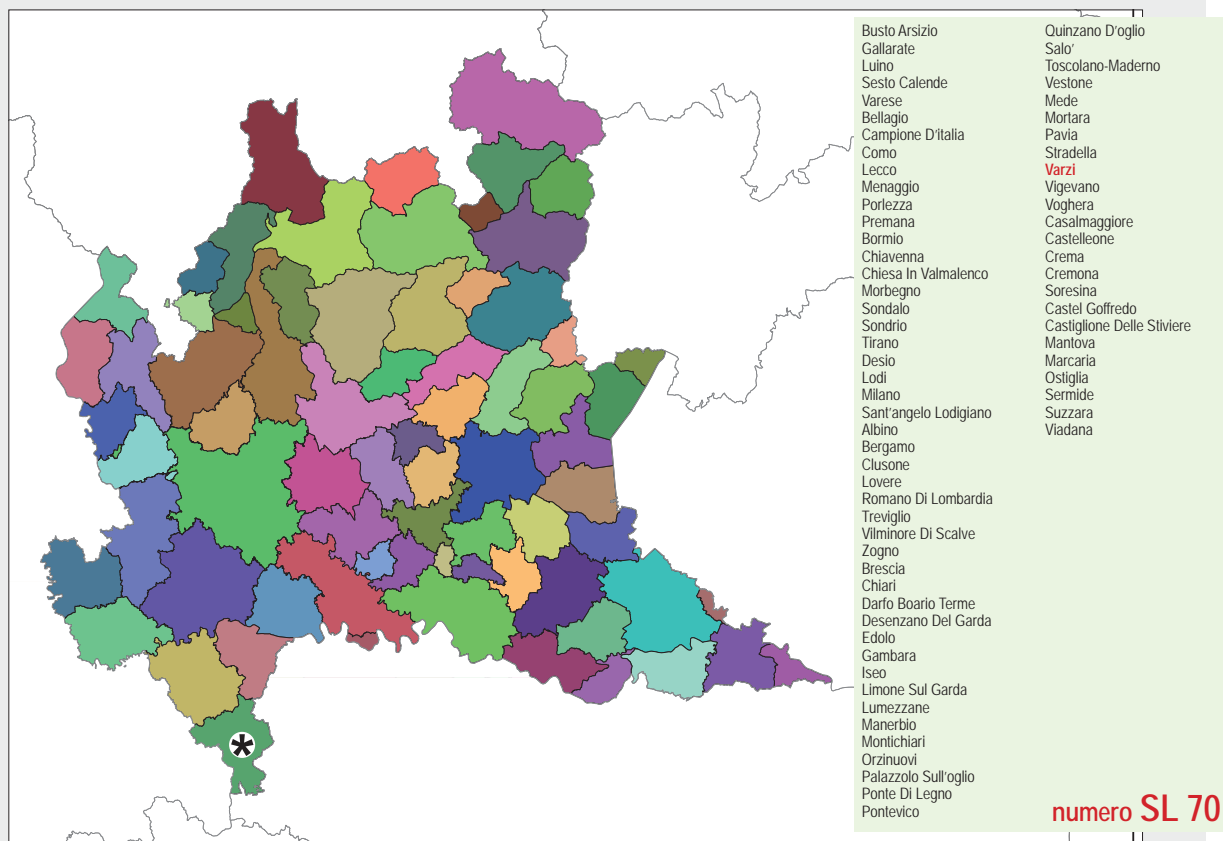 Busto Arsizio
Gallarate
Luino
Sesto Calende
Varese
Bellagio
Campione D'italia
Como
Lecco
Menaggio
Porlezza
Premana
Bormio
Chiavenna
Chiesa In Valmalenco
Morbegno
Sondalo
Sondrio
Tirano
Desio
Lodi
Milano
Sant'angelo Lodigiano
Albino
Bergamo
Clusone
Lovere
Romano Di Lombardia
Treviglio
Vilminore Di Scalve
Zogno
Brescia
Chiari
Darfo Boario Terme
Desenzano Del Garda
Edolo
Gambara
Iseo
Limone Sul Garda
Lumezzane
Manerbio
Montichiari
Orzinuovi
Palazzolo Sull'oglio
Ponte Di Legno
Pontevico
Quinzano D'oglio
Salo'
Toscolano-Maderno
Vestone
Mede
Mortara
Pavia
Stradella
Varzi
Vigevano
Voghera
Casalmaggiore
Castelleone
Crema
Cremona
Soresina
Castel Goffredo
Castiglione Delle Stiviere
Mantova
Marcaria
Ostiglia
Sermide
Suzzara
Viadana
numero SL 70
*